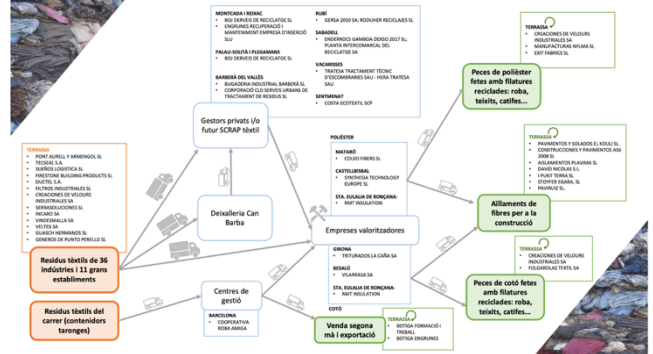 MONTCADA I REIXAC
BOJ DERVEIS DE RECICLATGE SL
ENGRUNES RECUPERACIÓ I
MANTENIMENT EMPRESA D'INSERCIÓ
SLU
PALAU-SOLITÀ I PLEGAMANS
BOJ DERVEIS DE RECICLATGE SL
BARBERÀ DEL VALLÈS
BUGADERIA INDUSTRIAL BARBERÀ SL
CORPORACIÓ CLD SERVEIS URBANS DE
TRACTAMENT DE RESIDUS SL
RUBÍ
GERSA 2010 SA; RODUHER RECICLAJES SL
SABADELL
ENDERROCS GAMBOA DEIXO 2017 SL;
PLANTA INTERCOMARCAL DEL
RECICLATGE SA
VACARISSES
TRATESA TRACTAMENT TÈCNIC
D'ESCOMBRARIES SAU - HERA TRATESA
SAU
SENTMENAT
COSTA ECOTEXTIL SCP
Gestors privats i/o
futur SCRAP tèxtil
TERRASSA
PONT AURELL Y ARMENGOL SL
TECSEAL S.A.
SUEÑOS LOGISTICA SL
FIRESTONE BUILDING PRODUCTS SL
DUCTEL S.A.
FILTROS INDUSTRIALES SL
CREACIONES DE VELOURS
INDUSTRIALES SA
SERRASOLUCIONES SL
INCABO SA
VIRDESMALLA SA
VELTEX SA
GUASCH HERMANOS SL
GENEROS DE PUNTO PERELLO SL
Residus tèxtils de 36
indústries i 11 grans
establiments
Residus tèxtils del
carrer (contenidors
taronges)
Deixalleria Can
Barba
Centres de
gestió
BARCELONA
COOPERATIVA
ROBA AMIGA
POLIÈSTER
MATARÓ
COLEO FIBERS SL
CASTELLBISBAL
SYNTHESIA TECHNOLOGY
EUROPE SL
STA. EULALIA DE RONÇANA-
RMT INSULATION
Empreses valoritzadores
GIRONA
TRITURADOS LA CAÑA SA
BESALÚ
VILARRASA SA
STA. EULALIA DE RONÇANA-
RMT INSULATION
COTÓ
Venda segona
mà i exportació
TERRASSA
BOTIGA FORMACIÓ I
TREBALL
BOTIGA ENGRUNES
Peces de polièster
fetes amb filatures
reciclades: roba,
teixits, catifes...
TERRASSA
CREACIONES DE VELOURS
INDUSTRIALES SA
MANUFACTURAS NYLMA SL
EXIT FABRICS SL
Aïllaments de
fibres per a la
construcció
TERRASSA
PAVIMENTOS Y SOLADOS EL KOUU SL
CONSTRUCCIONES Y PAVIMENTOS AS6
2008 SL
AISLAMIENTOS PLAVIMA SL
DAVID NICOLAS S.L
I PUNT TERRA SL
STOYFER EGARA, SL
PAVIRUIZ SL
Peces de cotó fetes
amb filatures
reciclades: roba,
teixits, catifes...
TERRASSA
CREACIONES DE VELOURS
INDUSTRIALES SA
FOLGAROLAS TEXTIL SA